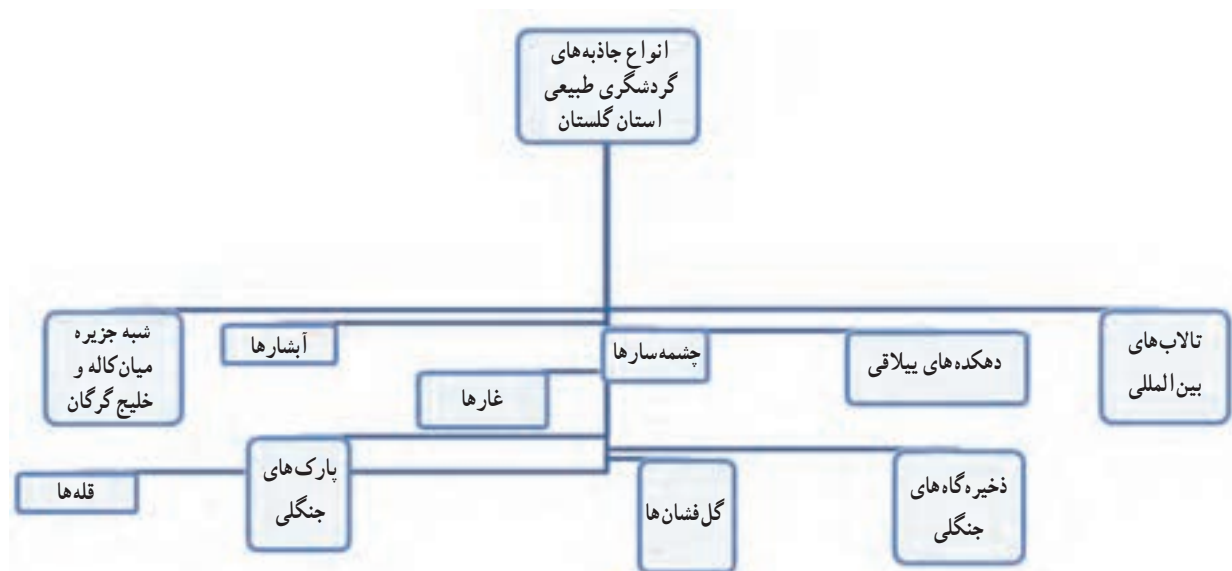 انواع جاذبه‌های
گردشگری طبیعی
استان گلستان
تالاب‌های
بین‌المللی
دهکده‌های ییلاقی
چشمه‌سارها
آبشارها
شبه جزیره
میان‌کاله و
خلیج گرگان
غارها
ذخیره‌گاه‌های
جنگلی
گل‌فشان‌ها
پارک‌های
جنگلی
قله‌ها